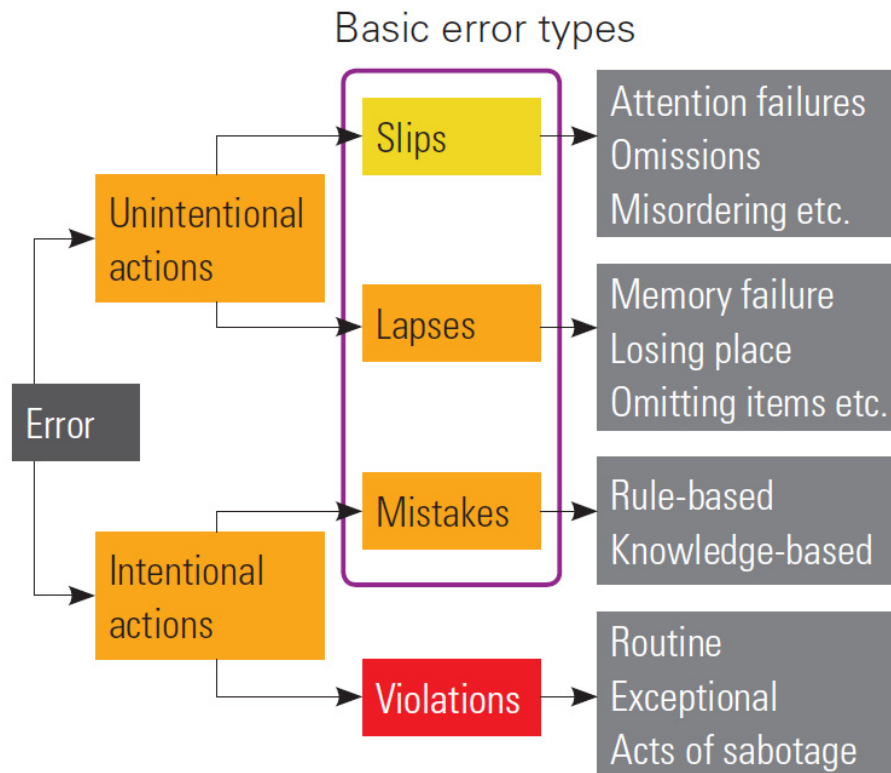 Basic error types
Slips
Attention failures
Omissions
Misordering etc.
Unintentional
actions
Lapses
Memory failure
Losing place
Omitting items etc.
Error
Mistakes
Rule-based
Knowledge-based
Intentional
actions
Violations
Routine
Exceptional
Acts of sabotage